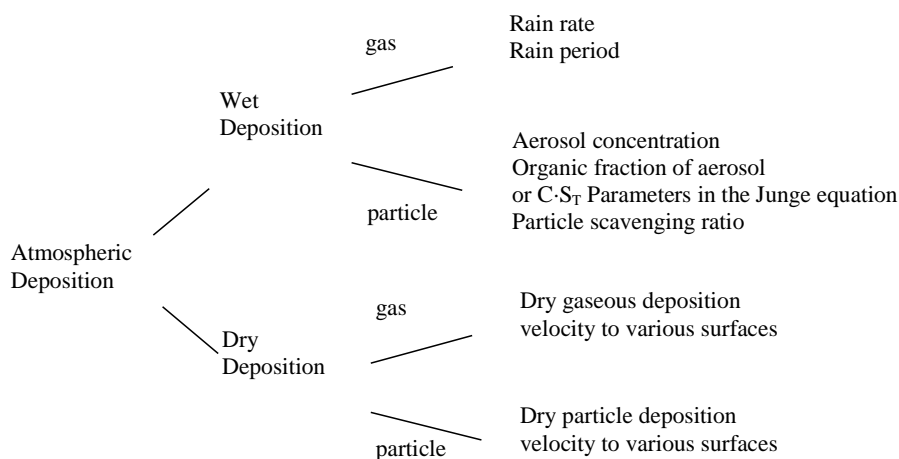 gas
Rain rate
Rain period
Wet
Deposition
particle
Aerosol concentration
Organic fraction of aerosol
or C·S_T Parameters in the Junge equation
Particle scavenging ratio
Atmospheric
Deposition
gas
Dry gaseous deposition
velocity to various surfaces
Dry
Deposition
particle
Dry particle deposition
velocity to various surfaces